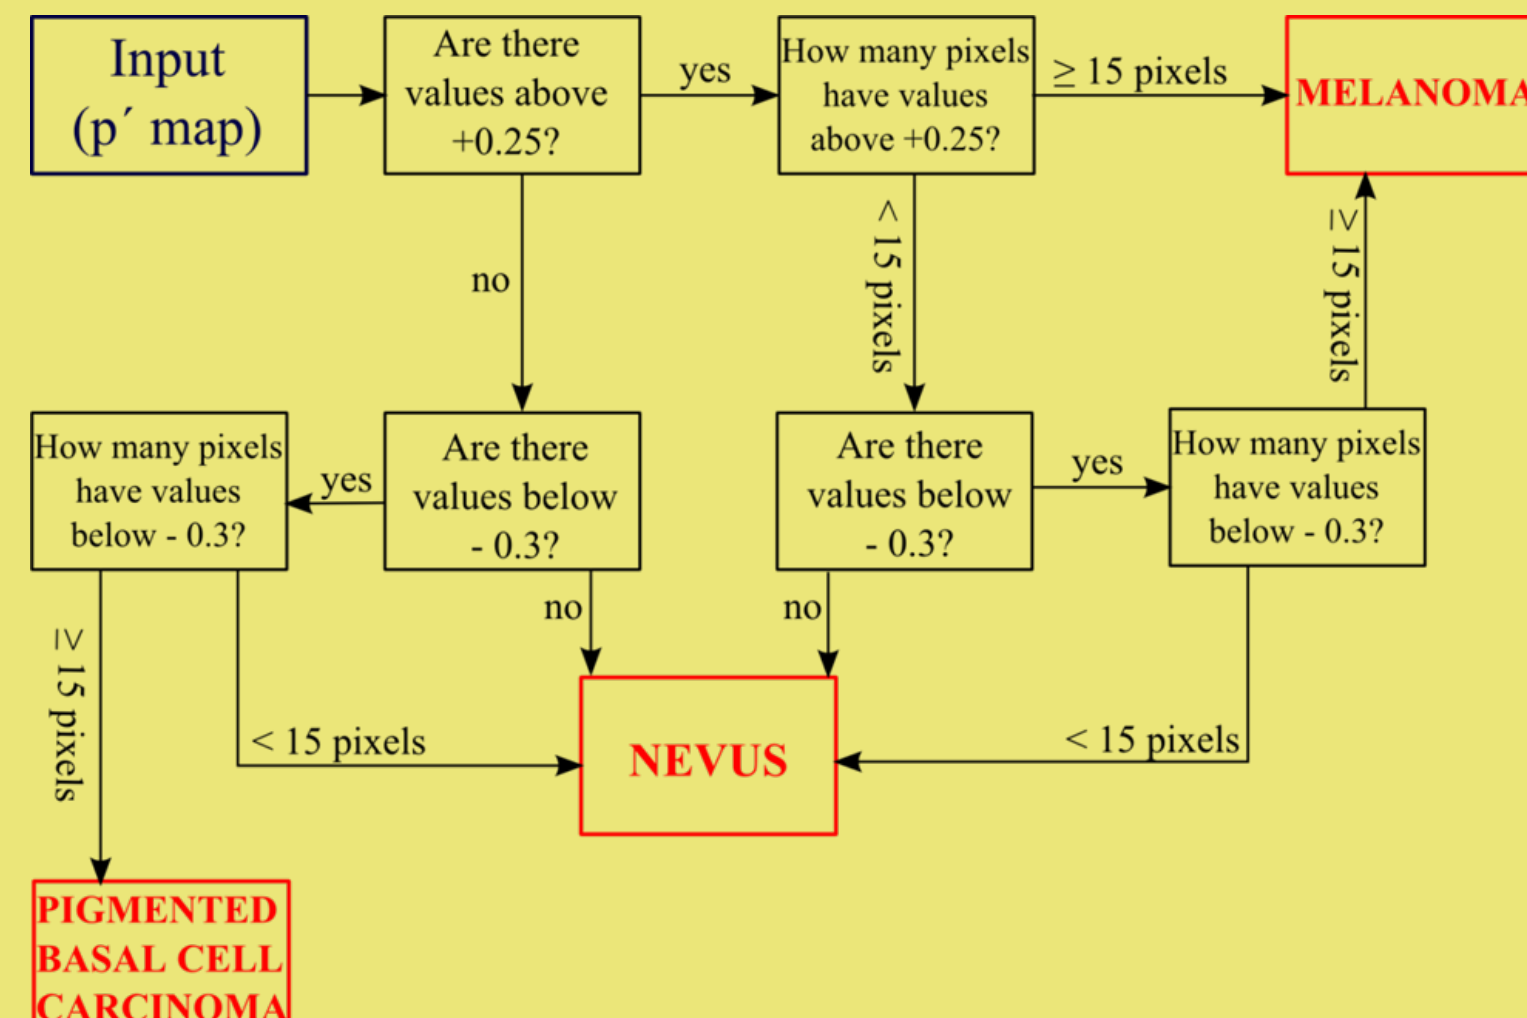 Input
(p´ map)
Are there
values above
+0.25?
yes
How many pixels
have values
above +0.25?
≥ 15 pixels
MELANOMA
no
< 15 pixels
≥ 15 pixels
How many pixels
have values
below - 0.3?
yes
Are there
values below
- 0.3?
Are there
values below
- 0.3?
yes
How many pixels
have values
below - 0.3?
no
no
≥ 15 pixels
< 15 pixels
NEVUS
< 15 pixels
PIGMENTED
BASAL CELL
CARCINOMA